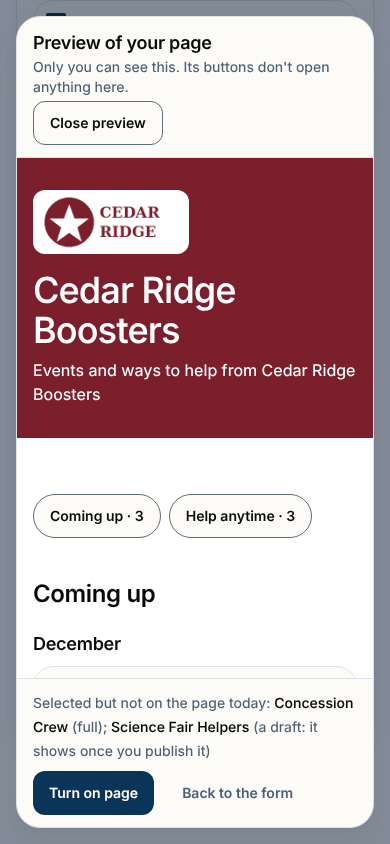 Preview of your page
Only you can see this. Its buttons don't open
anything here.
Close preview
CEDAR
RIDGE
Cedar Ridge
Boosters
Events and ways to help from Cedar Ridge
Boosters
Coming up · 3
Help anytime · 3
Coming up
December
Selected but not on the page today: Concession
Crew (full); Science Fair Helpers (a draft: it
shows once you publish it)
Turn on page
Back to the form